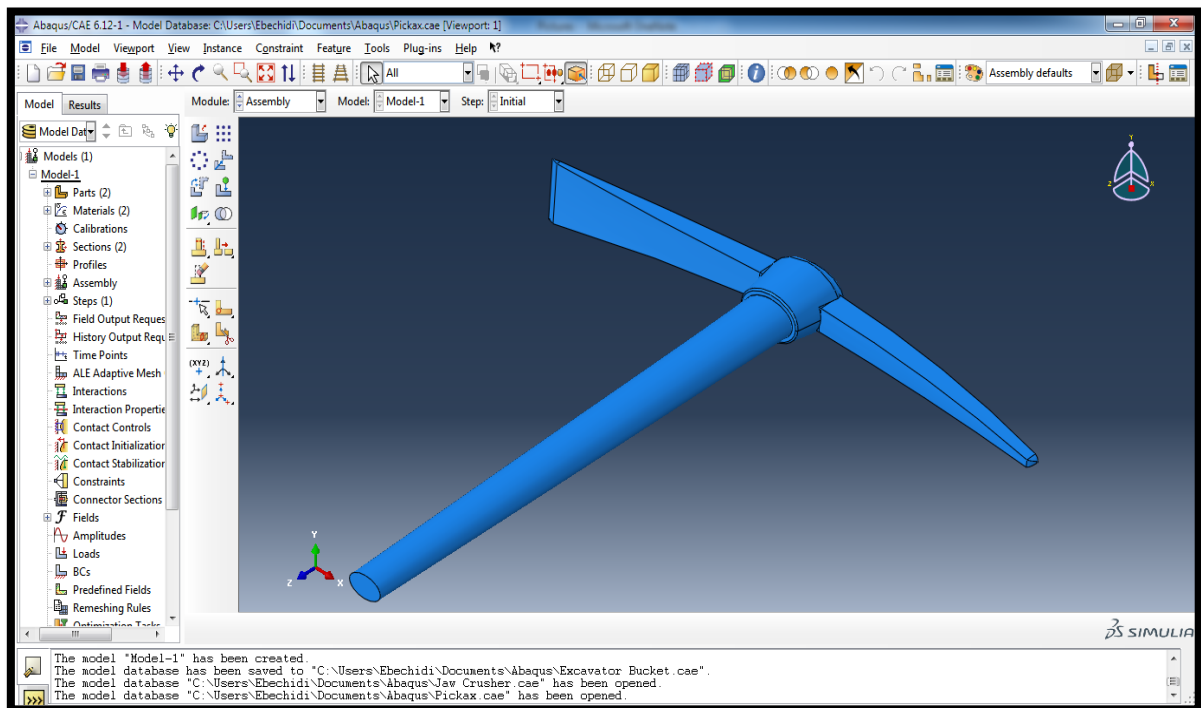 Abaqus/CAE 6.12-1 - Model Database: C:\Users\Ebechidi\Documents\Abaqus\Pickax.cae [Viewport: 1]
File Model Viewport View Instance Constraint Feature Tools Plug-ins Help
All Assembly defaults
Model Results Module: Assembly Model: Model-1 Step: Initial
Model Dat
Models (1)
Model-1
Parts (2)
Materials (2)
Calibrations
Sections (2)
Profiles
Assembly
Steps (1)
Field Output Reques
History Output Requ
Time Points
ALE Adaptive Mesh
Interactions
Interaction Propertie
Contact Controls
Contact Initialization
Contact Stabilization
Constraints
Connector Sections
Fields
Amplitudes
Loads
BCs
Predefined Fields
Remeshing Rules
Optimization Tasks
(XYZ)
Y
Z X
Y
Z X
SIMULIA
The model "Model-1" has been created.
The model database has been saved to "C:\Users\Ebechidi\Documents\Abaqus\Excavator Bucket.cae".
The model database "C:\Users\Ebechidi\Documents\Abaqus\Jaw Crusher.cae" has been opened.
The model database "C:\Users\Ebechidi\Documents\Abaqus\Pickax.cae" has been opened.